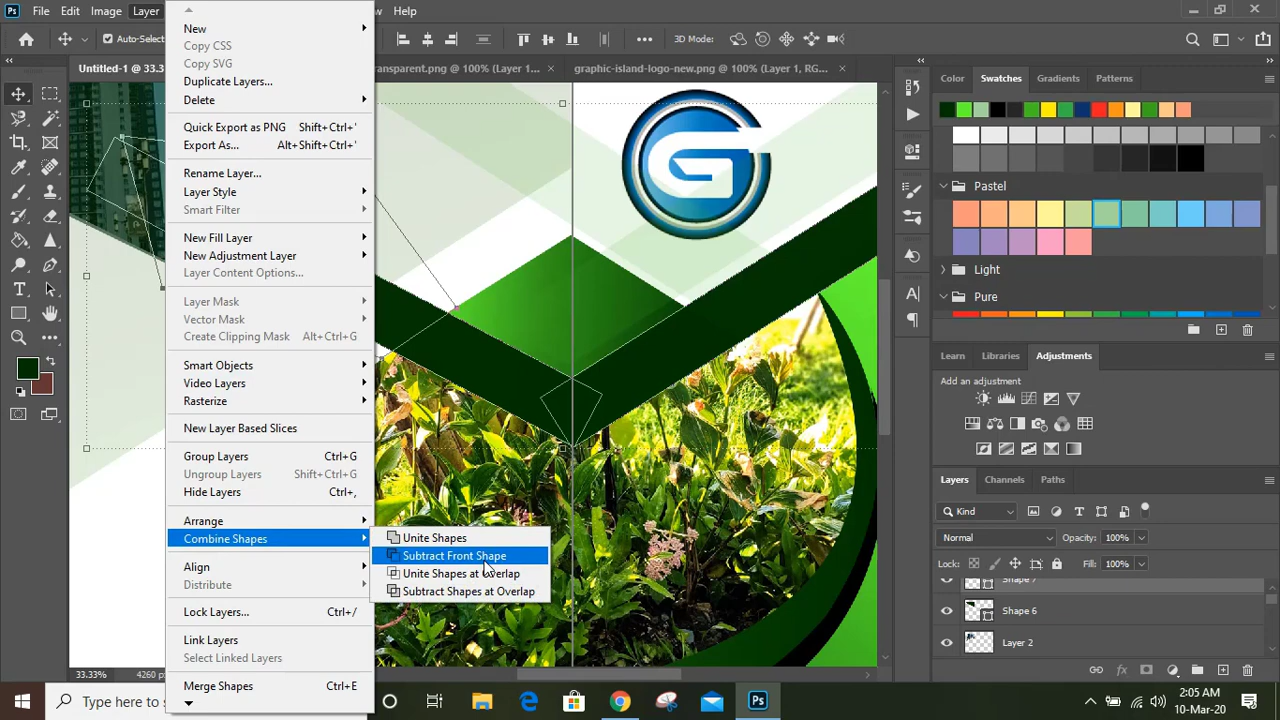 Ps File Edit Image Layer Help
Auto-Select 3D Mode:
Untitled-1 @ 33.3 ransparent.png @ 100% (Layer 1... graphic-island-logo-new.png @ 100% (Layer 1, RG...
New
Copy CSS
Copy SVG
Duplicate Layers...
Delete
Quick Export as PNG Shift+Ctrl+'
Export As... Alt+Shift+Ctrl+'
Rename Layer...
Layer Style
Smart Filter
New Fill Layer
New Adjustment Layer
Layer Content Options...
Layer Mask
Vector Mask
Create Clipping Mask Alt+Ctrl+G
Smart Objects
Video Layers
Rasterize
New Layer Based Slices
Group Layers Ctrl+G
Ungroup Layers Shift+Ctrl+G
Hide Layers Ctrl+,
Arrange
Combine Shapes
Align
Distribute
Lock Layers... Ctrl+/
Link Layers
Select Linked Layers
Merge Shapes Ctrl+E
Unite Shapes
Subtract Front Shape
Unite Shapes at Overlap
Subtract Shapes at Overlap
G
Color Swatches Gradients Patterns
Pastel
Light
Pure
Learn Libraries Adjustments
Add an adjustment
Layers Channels Paths
Kind
Normal Opacity: 100%
Lock: Fill: 100%
Shape 7
Shape 6
Layer 2
33.33% 4260
Type here to s
Ps
2:05 AM
10-Mar-20